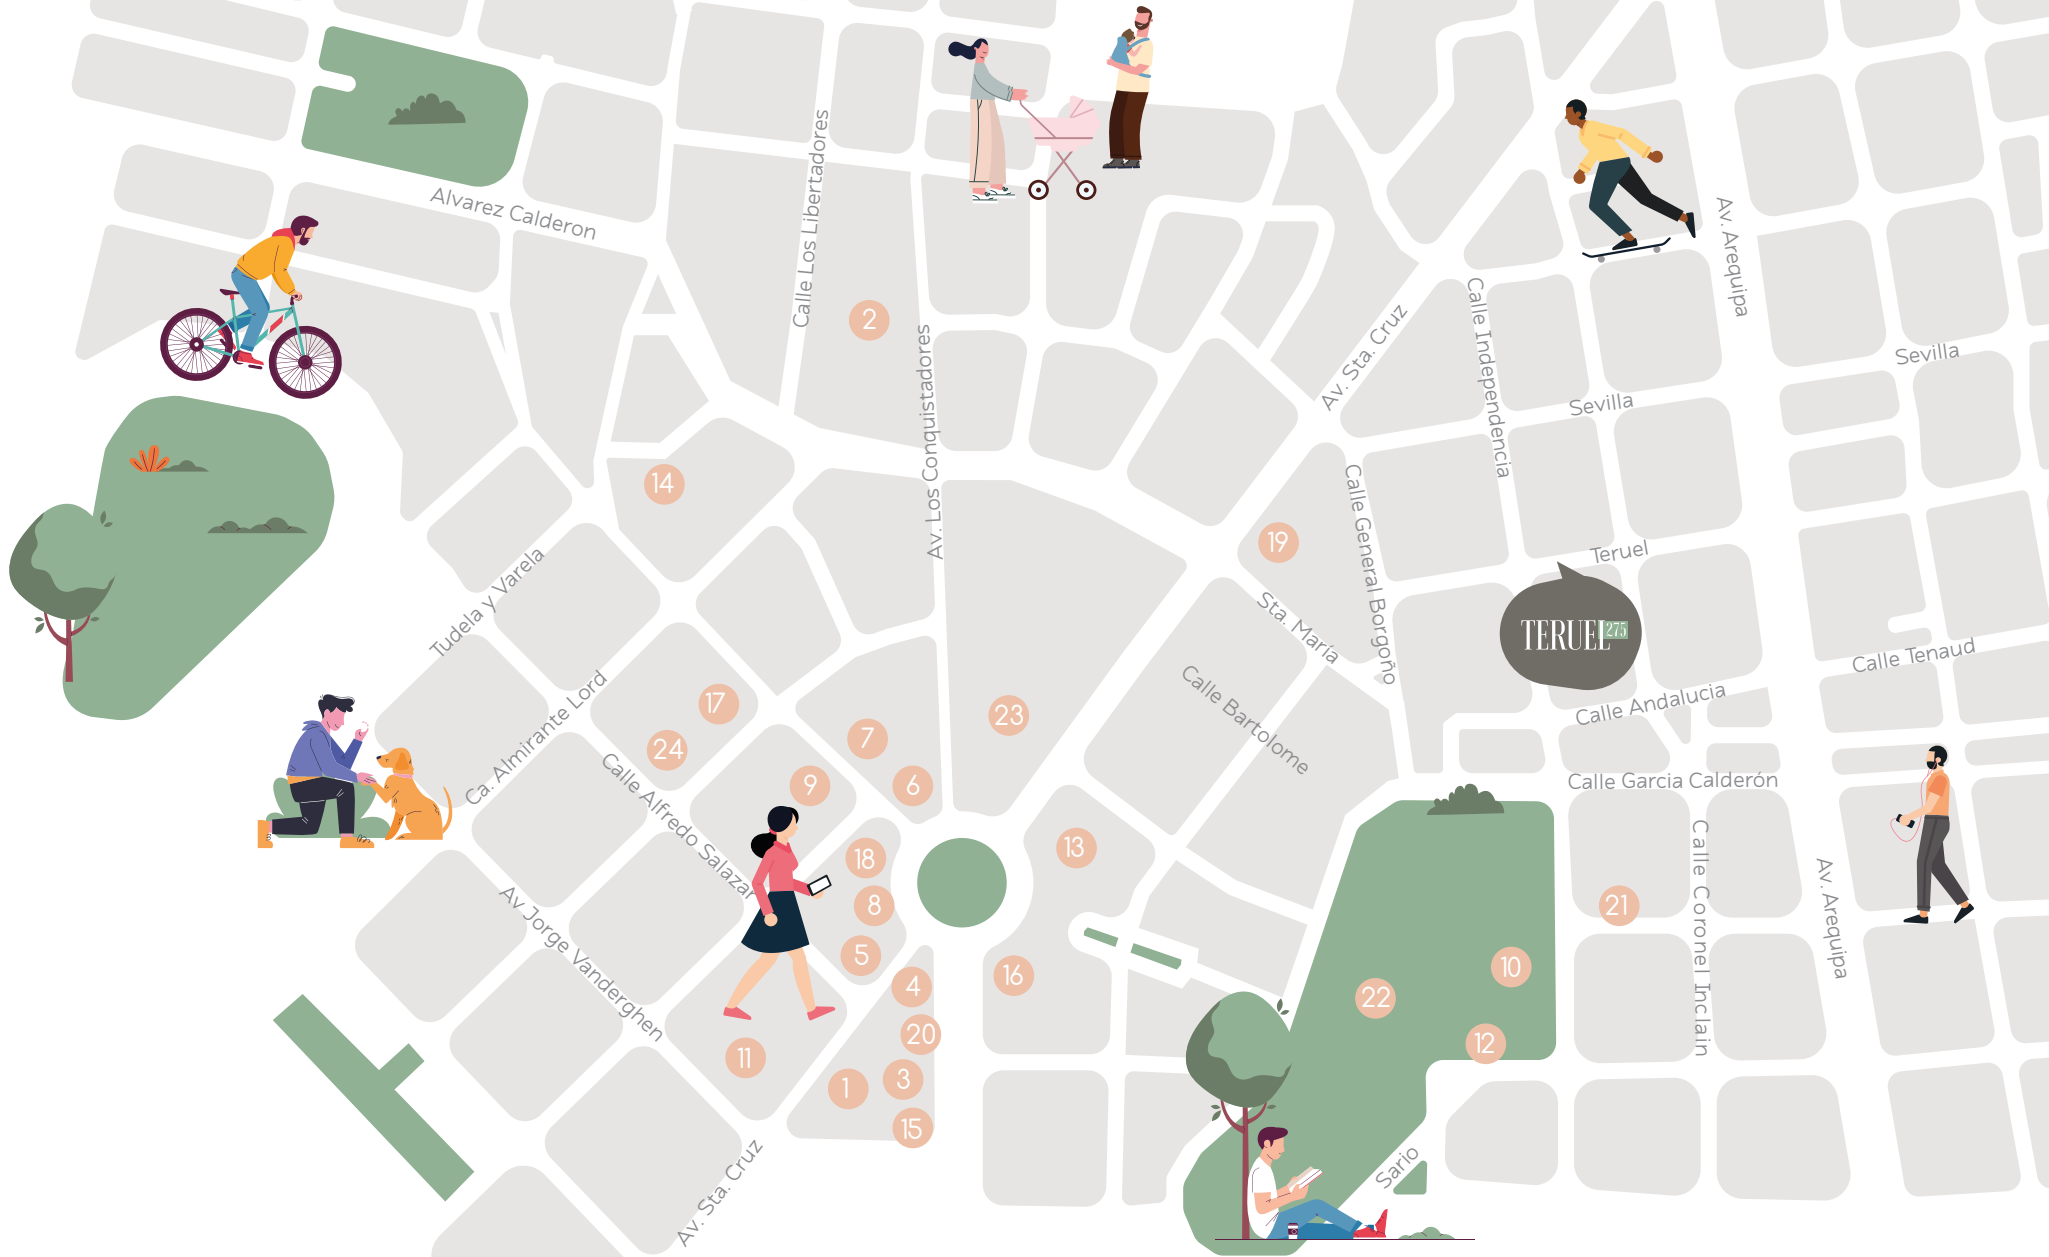 Alvarez Calderon
Calle Los Libertadores
Av. Arequipa
2
Calle Independencia
Av. Sta. Cruz
Sevilla
Sevilla
Av. Los Conquistadores
14
19
Calle General Borgoño
Teruel
Tudela y Varela
Sta. María
TERUEL 275
Calle Tenaud
Calle Bartolome
Calle Andalucia
17
23
24
7
Ca. Almirante Lord
Calle Alfredo Salazar
9
6
Calle Garcia Calderón
13
18
Calle Coronel Inclain
Av. Arequipa
8
21
Av Jorge Vanderghen
5
16
4
10
22
20
12
11
1
3
15
Av. Sta. Cruz
Sario